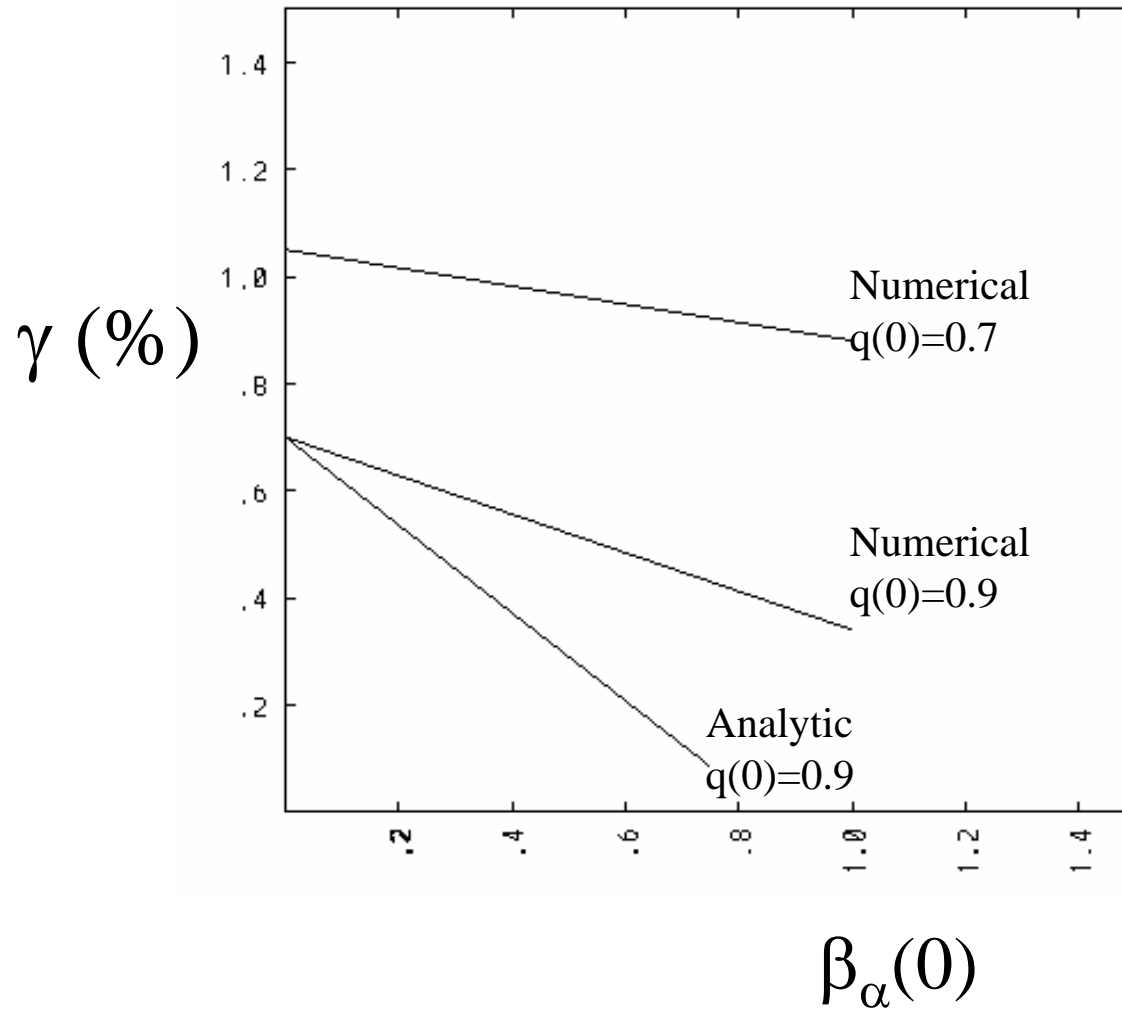 1.4
1.2
1.0
.8
.6
.4
.2
γ (%)
Numerical
q(0)=0.7
Numerical
q(0)=0.9
Analytic
q(0)=0.9
.2 .4 .6 .8 1.0 1.2 1.4
βα(0)